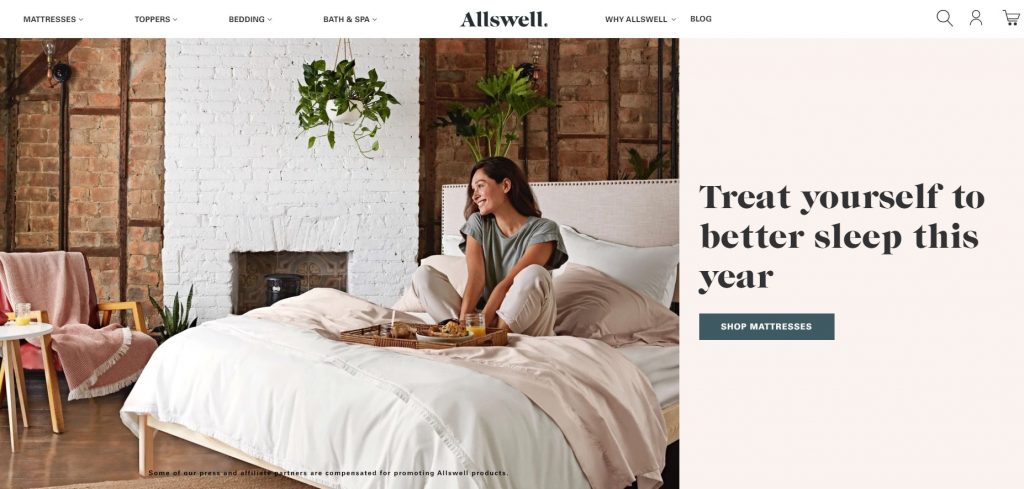 MATTRESSES
TOPPERS
BEDDING
BATH & SPA
Allswell.
WHY ALLSWELL
BLOG
Treat yourself to
better sleep this
year
SHOP MATTRESSES
Some of our press and affiliate partners are compensated for promoting Allswell products.